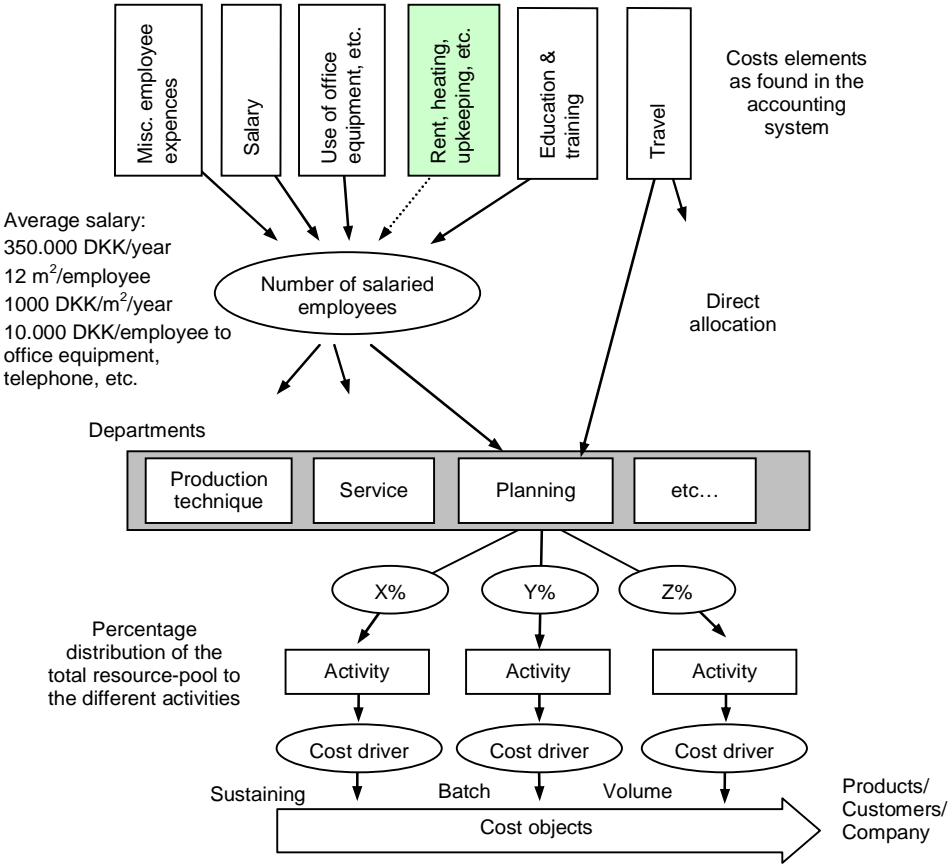 Misc. employee
expences
Salary
Use of office
equipment, etc.
Rent, heating,
upkeeping, etc.
Education &
training
Travel
Costs elements
as found in the
accounting
system
Average salary:
350.000 DKK/year
12 m²/employee
1000 DKK/m²/year
10.000 DKK/employee to
office equipment,
telephone, etc.
Number of salaried
employees
Direct
allocation
Departments
Production
technique
Service
Planning
etc…
X%
Y%
Z%
Percentage
distribution of the
total resource-pool to
the different activities
Activity
Activity
Activity
Cost driver
Cost driver
Cost driver
Sustaining
Batch
Volume
Cost objects
Products/
Customers/
Company